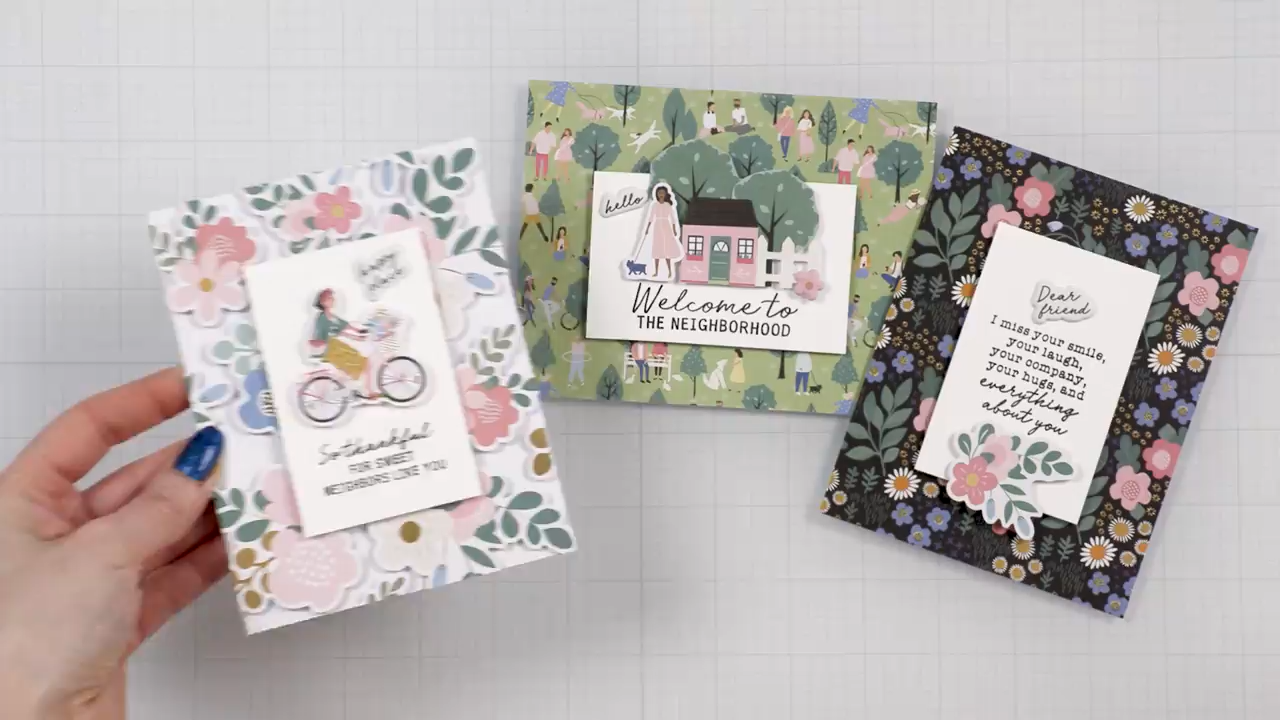 happy place
So thankful
FOR SWEET
NEIGHBORS LIKE YOU
hello
Welcome to
THE NEIGHBORHOOD
Dear
friend
I miss your smile,
your laugh,
your company,
your hugs, and
everything
about you